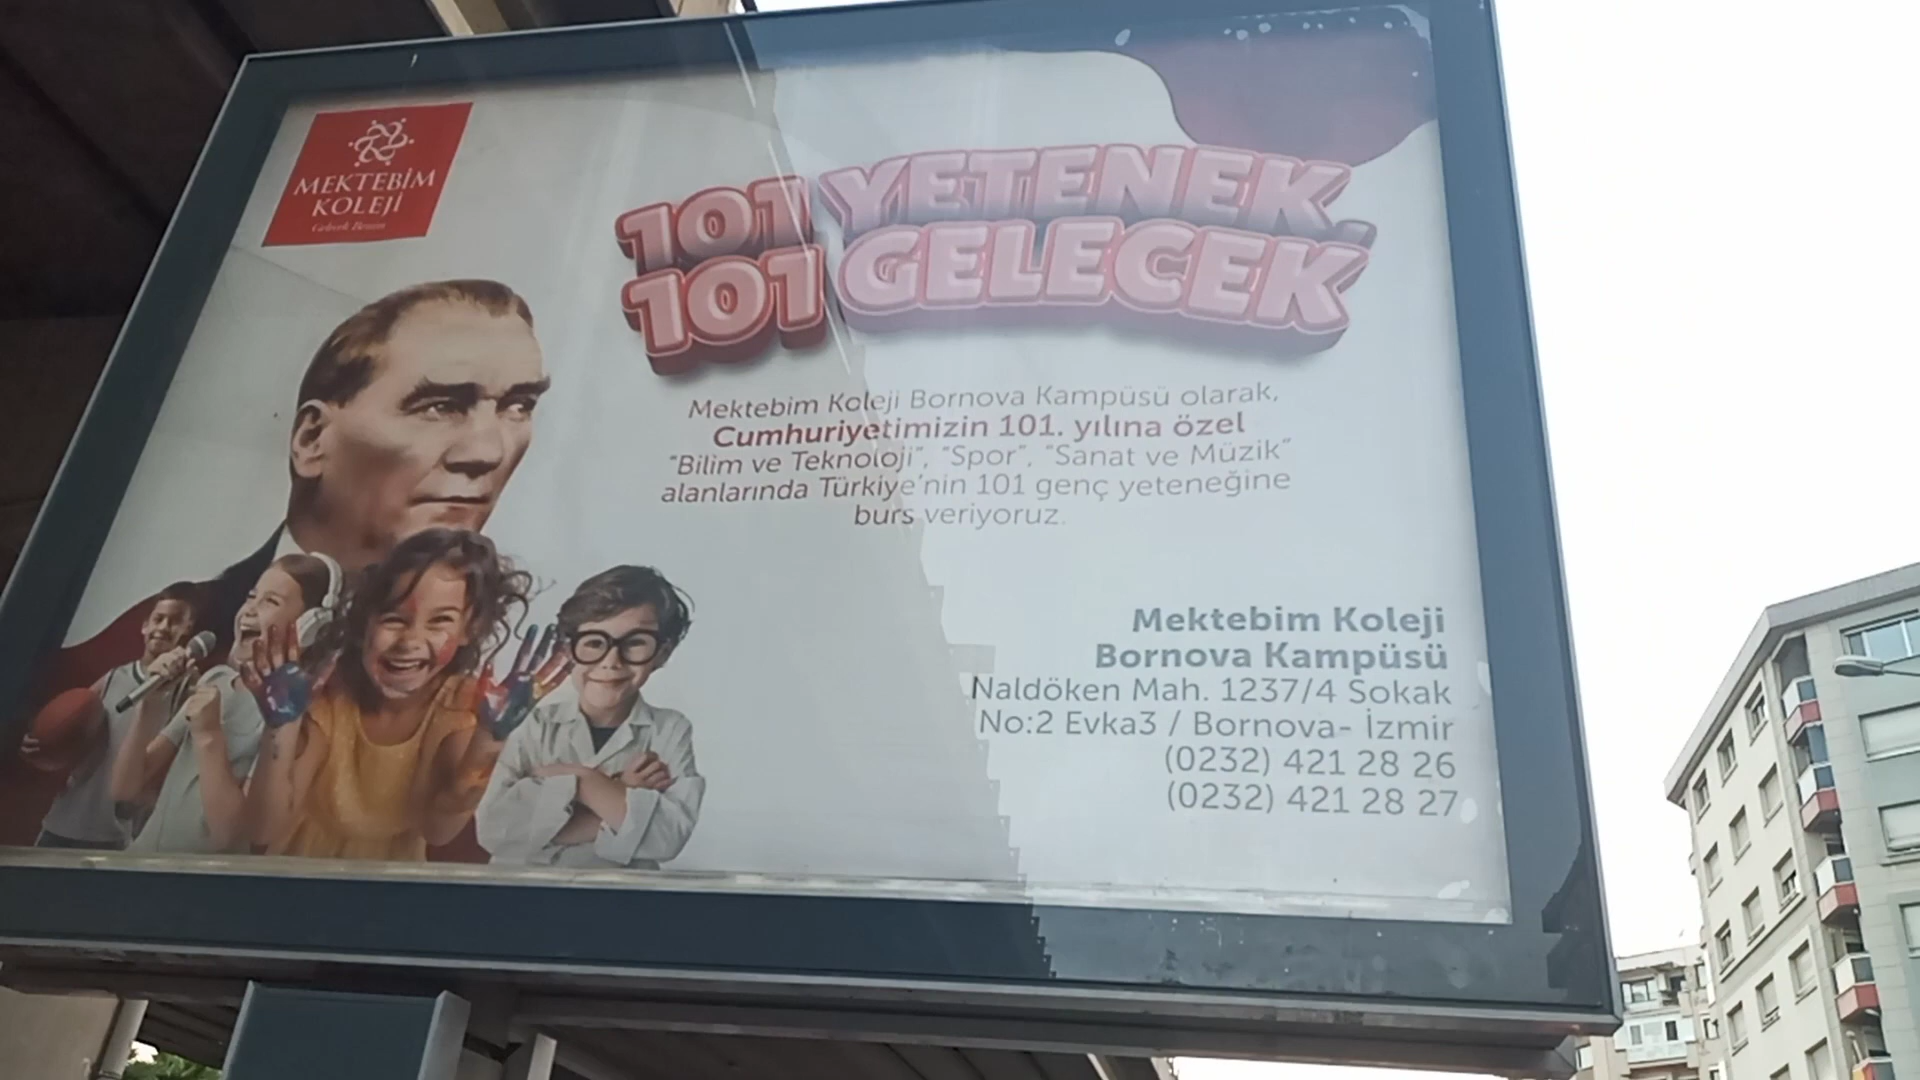 MEKTEBİM
KOLEJİ
101 YETENEK,
101 GELECEK
Mektebim Koleji Bornova Kampüsü olarak,
Cumhuriyetimizin 101. yılına özel
"Bilim ve Teknoloji", "Spor", "Sanat ve Müzik"
alanlarında Türkiye'nin 101 genç yeteneğine
burs veriyoruz.
Mektebim Koleji
Bornova Kampüsü
Naldöken Mah. 1237/4 Sokak
No:2 Evka3 / Bornova- İzmir
(0232) 421 28 26
(0232) 421 28 27